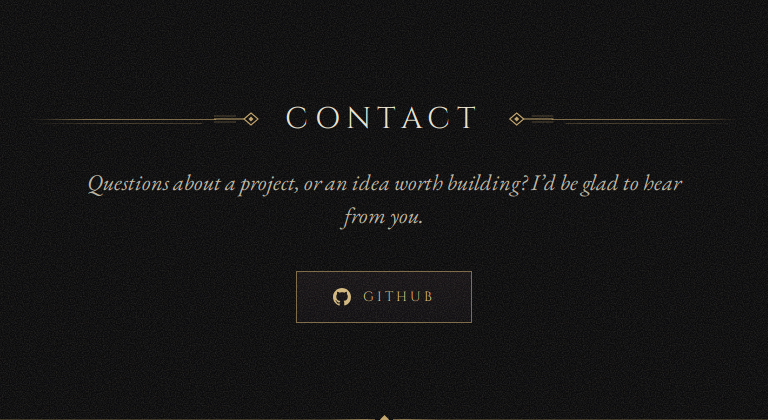 CONTACT
Questions about a project, or an idea worth building? I’d be glad to hear
from you.
GITHUB